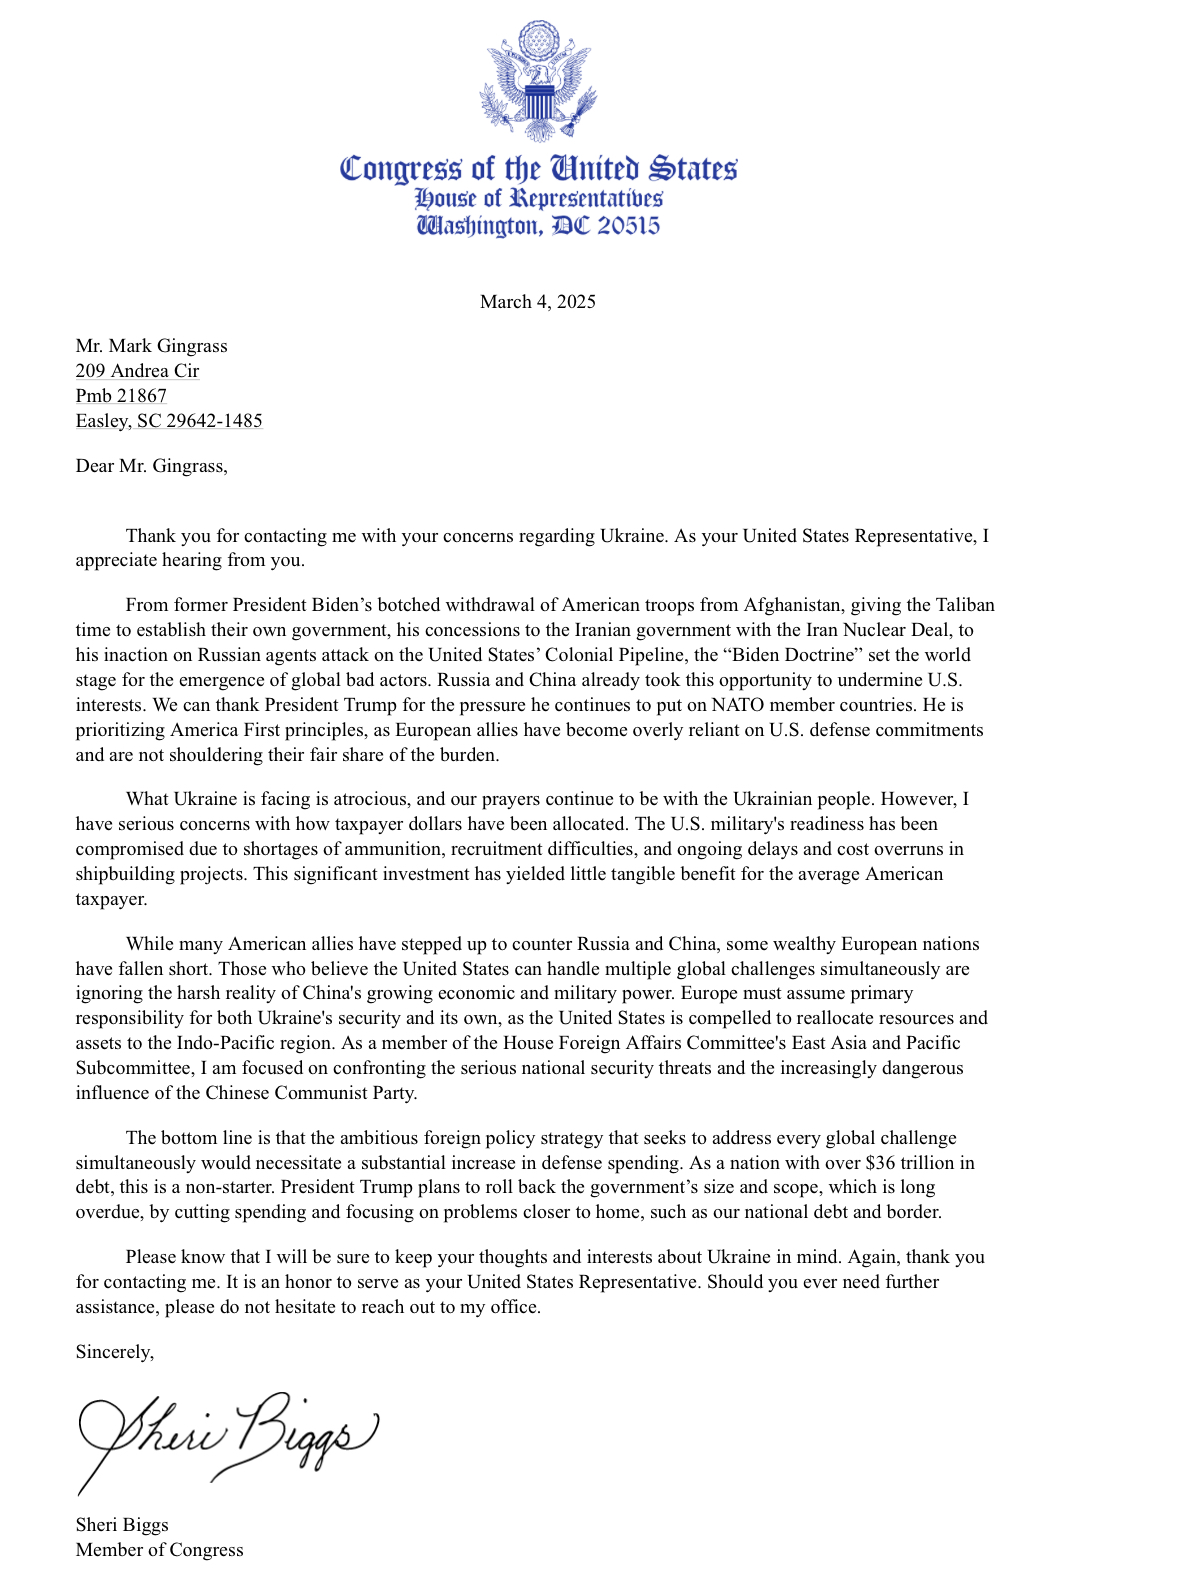 Congress of the United States
House of Representatives
Washington, DC 20515
March 4, 2025
Mr. Mark Gingrass
209 Andrea Cir
Pmb 21867
Easley, SC 29642-1485
Dear Mr. Gingrass,
Thank you for contacting me with your concerns regarding Ukraine. As your United States Representative, I
appreciate hearing from you.
From former President Biden’s botched withdrawal of American troops from Afghanistan, giving the Taliban
time to establish their own government, his concessions to the Iranian government with the Iran Nuclear Deal, to
his inaction on Russian agents attack on the United States’ Colonial Pipeline, the “Biden Doctrine” set the world
stage for the emergence of global bad actors. Russia and China already took this opportunity to undermine U.S.
interests. We can thank President Trump for the pressure he continues to put on NATO member countries. He is
prioritizing America First principles, as European allies have become overly reliant on U.S. defense commitments
and are not shouldering their fair share of the burden.
What Ukraine is facing is atrocious, and our prayers continue to be with the Ukrainian people. However, I
have serious concerns with how taxpayer dollars have been allocated. The U.S. military's readiness has been
compromised due to shortages of ammunition, recruitment difficulties, and ongoing delays and cost overruns in
shipbuilding projects. This significant investment has yielded little tangible benefit for the average American
taxpayer.
While many American allies have stepped up to counter Russia and China, some wealthy European nations
have fallen short. Those who believe the United States can handle multiple global challenges simultaneously are
ignoring the harsh reality of China's growing economic and military power. Europe must assume primary
responsibility for both Ukraine's security and its own, as the United States is compelled to reallocate resources and
assets to the Indo-Pacific region. As a member of the House Foreign Affairs Committee's East Asia and Pacific
Subcommittee, I am focused on confronting the serious national security threats and the increasingly dangerous
influence of the Chinese Communist Party.
The bottom line is that the ambitious foreign policy strategy that seeks to address every global challenge
simultaneously would necessitate a substantial increase in defense spending. As a nation with over $36 trillion in
debt, this is a non-starter. President Trump plans to roll back the government’s size and scope, which is long
overdue, by cutting spending and focusing on problems closer to home, such as our national debt and border.
Please know that I will be sure to keep your thoughts and interests about Ukraine in mind. Again, thank you
for contacting me. It is an honor to serve as your United States Representative. Should you ever need further
assistance, please do not hesitate to reach out to my office.
Sincerely,
Sheri Biggs
Sheri Biggs
Member of Congress